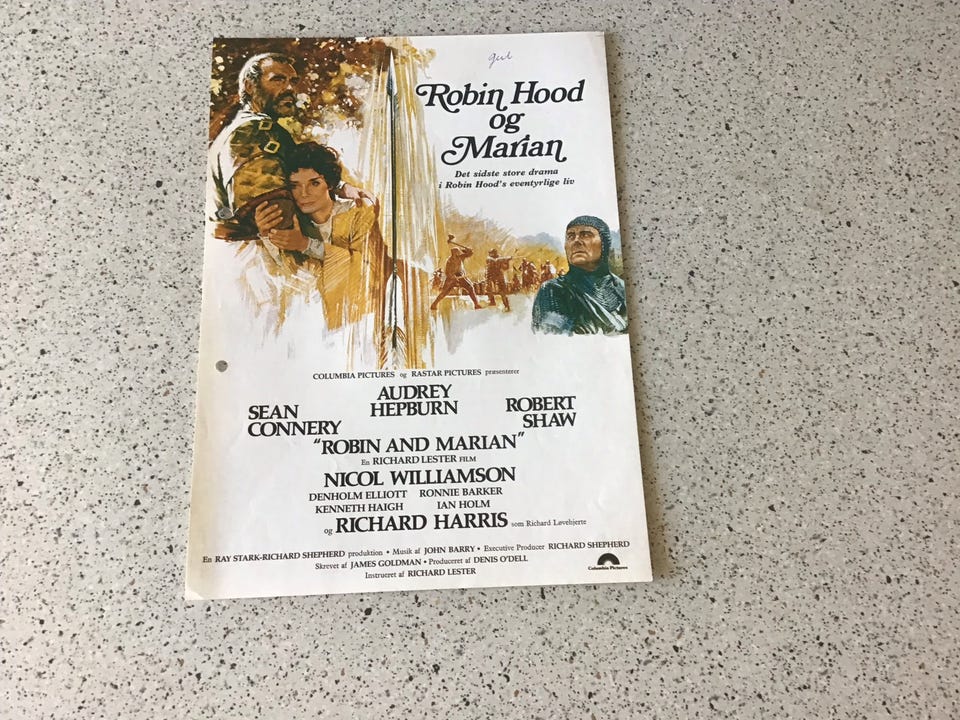 gul
Robin Hood
og
Marian
Det sidste store drama
i Robin Hood's eventyrlige liv
COLUMBIA PICTURES og RASTAR PICTURES præsenterer
SEAN CONNERY
AUDREY HEPBURN
ROBERT SHAW
"ROBIN AND MARIAN"
En RICHARD LESTER FILM
NICOL WILLIAMSON
DENHOLM ELLIOTT RONNIE BARKER
KENNETH HAIGH IAN HOLM
og RICHARD HARRIS som Richard Løvehjerte
En RAY STARK-RICHARD SHEPHERD produktion • Musik af JOHN BARRY • Executive Producer RICHARD SHEPHERD
Skrevet af JAMES GOLDMAN • Produceret af DENIS O'DELL
Instrueret af RICHARD LESTER
Columbia Pictures